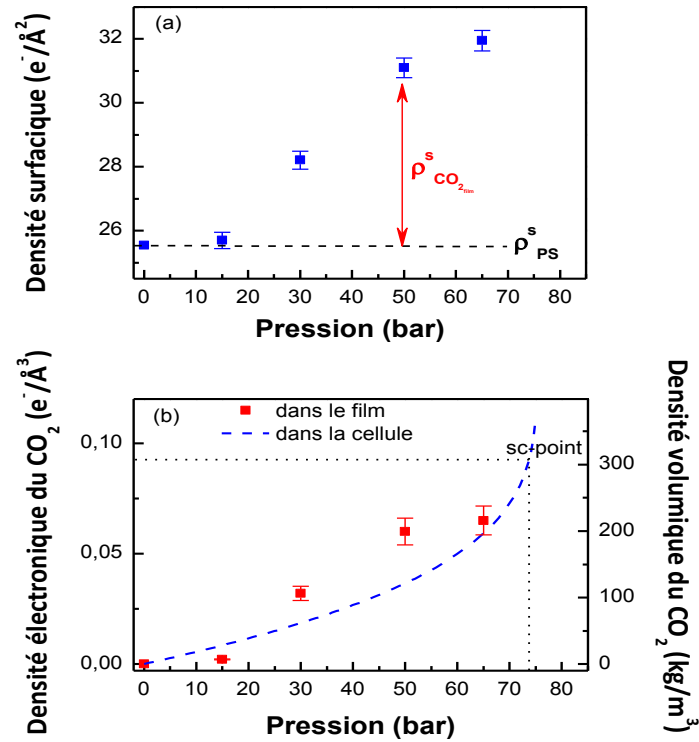 (a)
Densité surfacique (e⁻/Å²)
32
30
28
26
ρˢCO₂film
ρˢPS
0 10 20 30 40 50 60 70 80
Pression (bar)
(b)
dans le film
dans la cellule
sc-point
Densité électronique du CO₂ (e⁻/Å³)
0,10
0,05
0,00
Densité volumique du CO₂ (kg/m³)
300
200
100
0
0 10 20 30 40 50 60 70 80
Pression (bar)